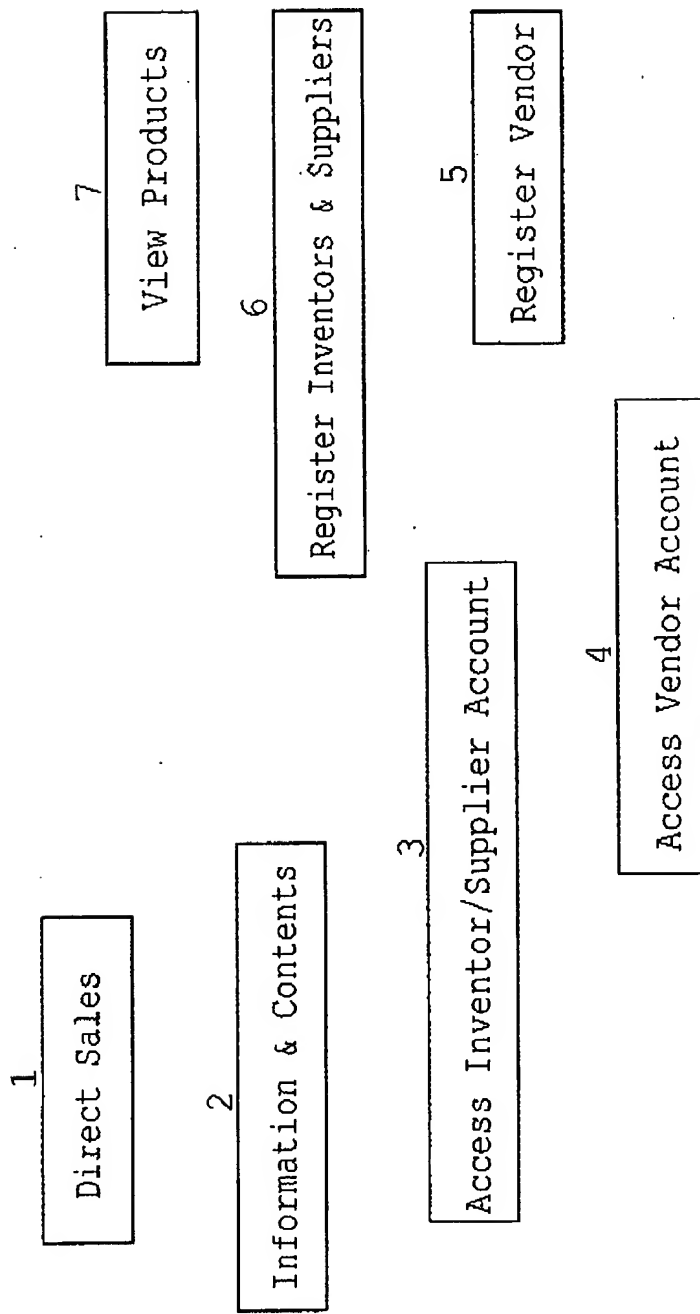 1
Direct Sales
7
View Products
2
Information & Contents
6
Register Inventors & Suppliers
3
Access Inventor/Supplier Account
5
Register Vendor
4
Access Vendor Account